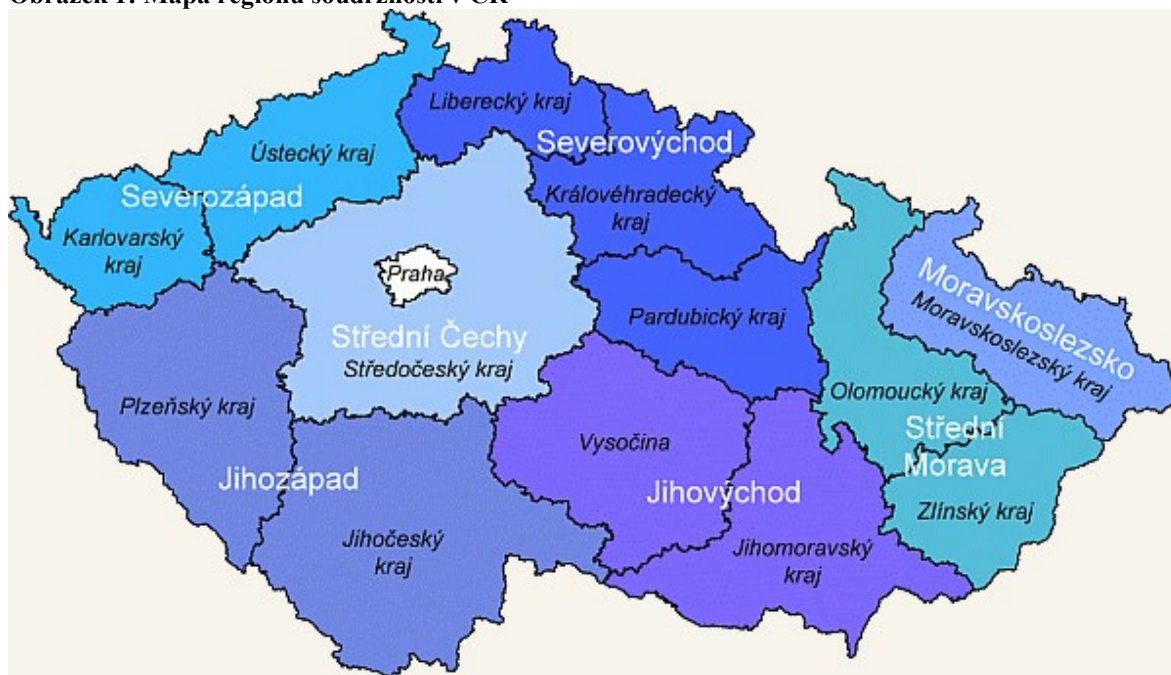 Obrázek 1: Mapa regionů soudržnosti v ČR
Liberecký kraj
Severovýchod
Ústecký kraj
Severozápad
Královéhradecký
kraj
Karlovarský
kraj
Praha
Moravskoslezsko
Moravskoslezský kraj
Střední Čechy
Středočeský kraj
Pardubický kraj
Plzeňský kraj
Olomoucký kraj
Střední
Morava
Vysočina
Jihozápad
Jihovýchod
Zlínský kraj
Jihočeský
kraj
Jihomoravský
kraj